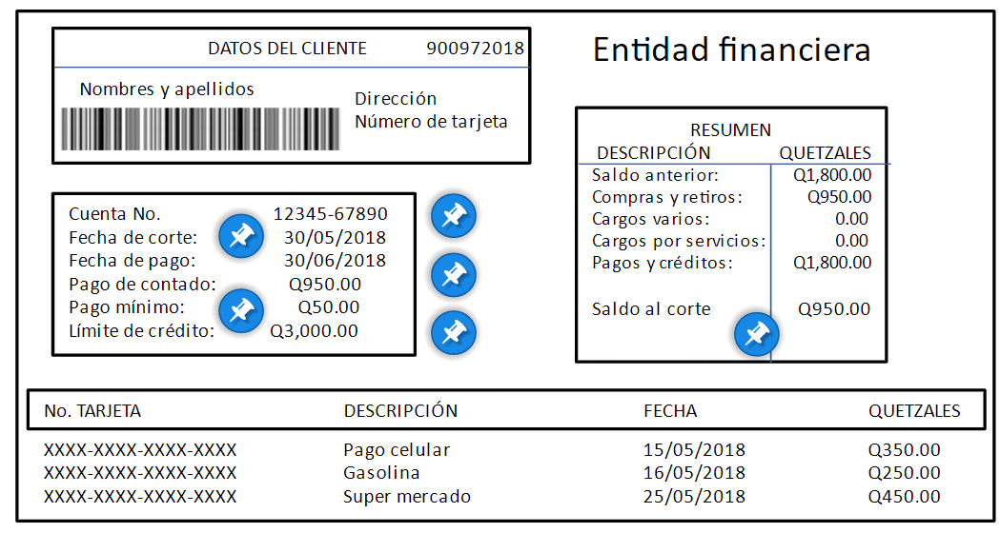 DATOS DEL CLIENTE 900972018
Nombres y apellidos
Dirección
Número de tarjeta
Entidad financiera
RESUMEN
DESCRIPCIÓN QUETZALES
Saldo anterior: Q1,800.00
Compras y retiros: Q950.00
Cargos varios: 0.00
Cargos por servicios: 0.00
Pagos y créditos: Q1,800.00
Saldo al corte Q950.00
Cuenta No. 12345-67890
Fecha de corte: 30/05/2018
Fecha de pago: 30/06/2018
Pago de contado: Q950.00
Pago mínimo: Q50.00
Límite de crédito: Q3,000.00
No. TARJETA DESCRIPCIÓN FECHA QUETZALES
XXXX-XXXX-XXXX-XXXX Pago celular 15/05/2018 Q350.00
XXXX-XXXX-XXXX-XXXX Gasolina 16/05/2018 Q250.00
XXXX-XXXX-XXXX-XXXX Super mercado 25/05/2018 Q450.00